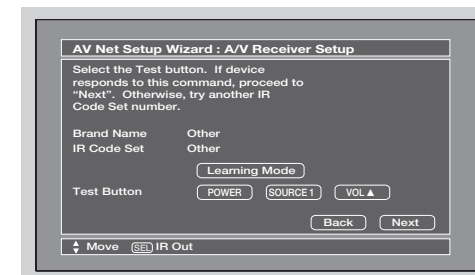 AV Net Setup Wizard : A/V Receiver Setup
Select the Test button. If device
responds to this command, proceed to
“Next”. Otherwise, try another IR
Code Set number.
Brand Name Other
IR Code Set Other
Learning Mode
Test Button POWER SOURCE 1 VOL ▲
Back Next
Move SEL IR Out